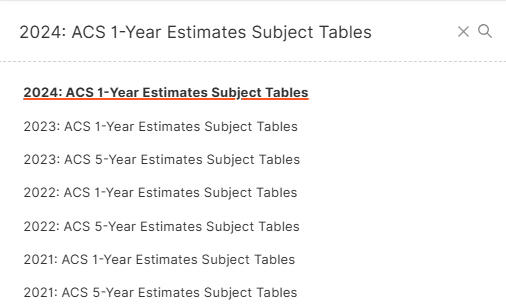 2024: ACS 1-Year Estimates Subject Tables
2024: ACS 1-Year Estimates Subject Tables
2023: ACS 1-Year Estimates Subject Tables
2023: ACS 5-Year Estimates Subject Tables
2022: ACS 1-Year Estimates Subject Tables
2022: ACS 5-Year Estimates Subject Tables
2021: ACS 1-Year Estimates Subject Tables
2021: ACS 5-Year Estimates Subject Tables